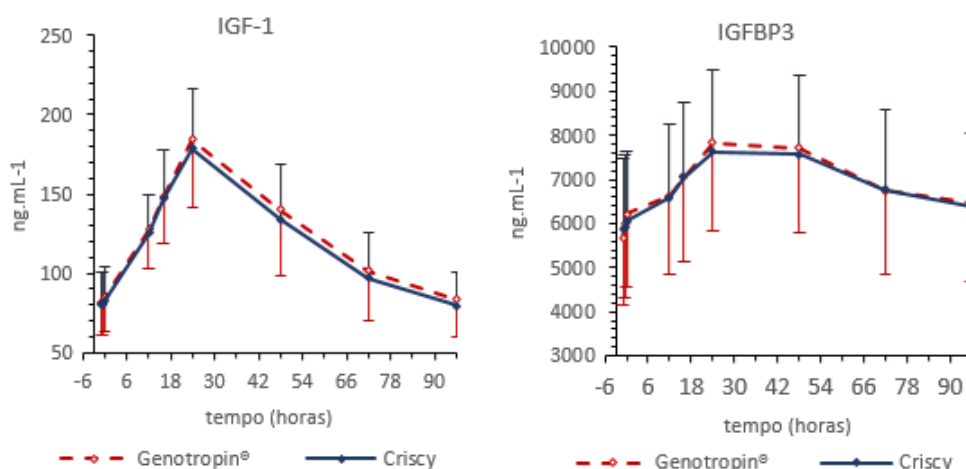 IGF-1
250
200
150
100
50
ng.mL-1
-6 6 18 30 42 54 66 78 90
tempo (horas)
Genotropin® Criscy
IGFBP3
10000
9000
8000
7000
6000
5000
4000
3000
ng.mL-1
-6 6 18 30 42 54 66 78 90
tempo (horas)
Genotropin® Criscy